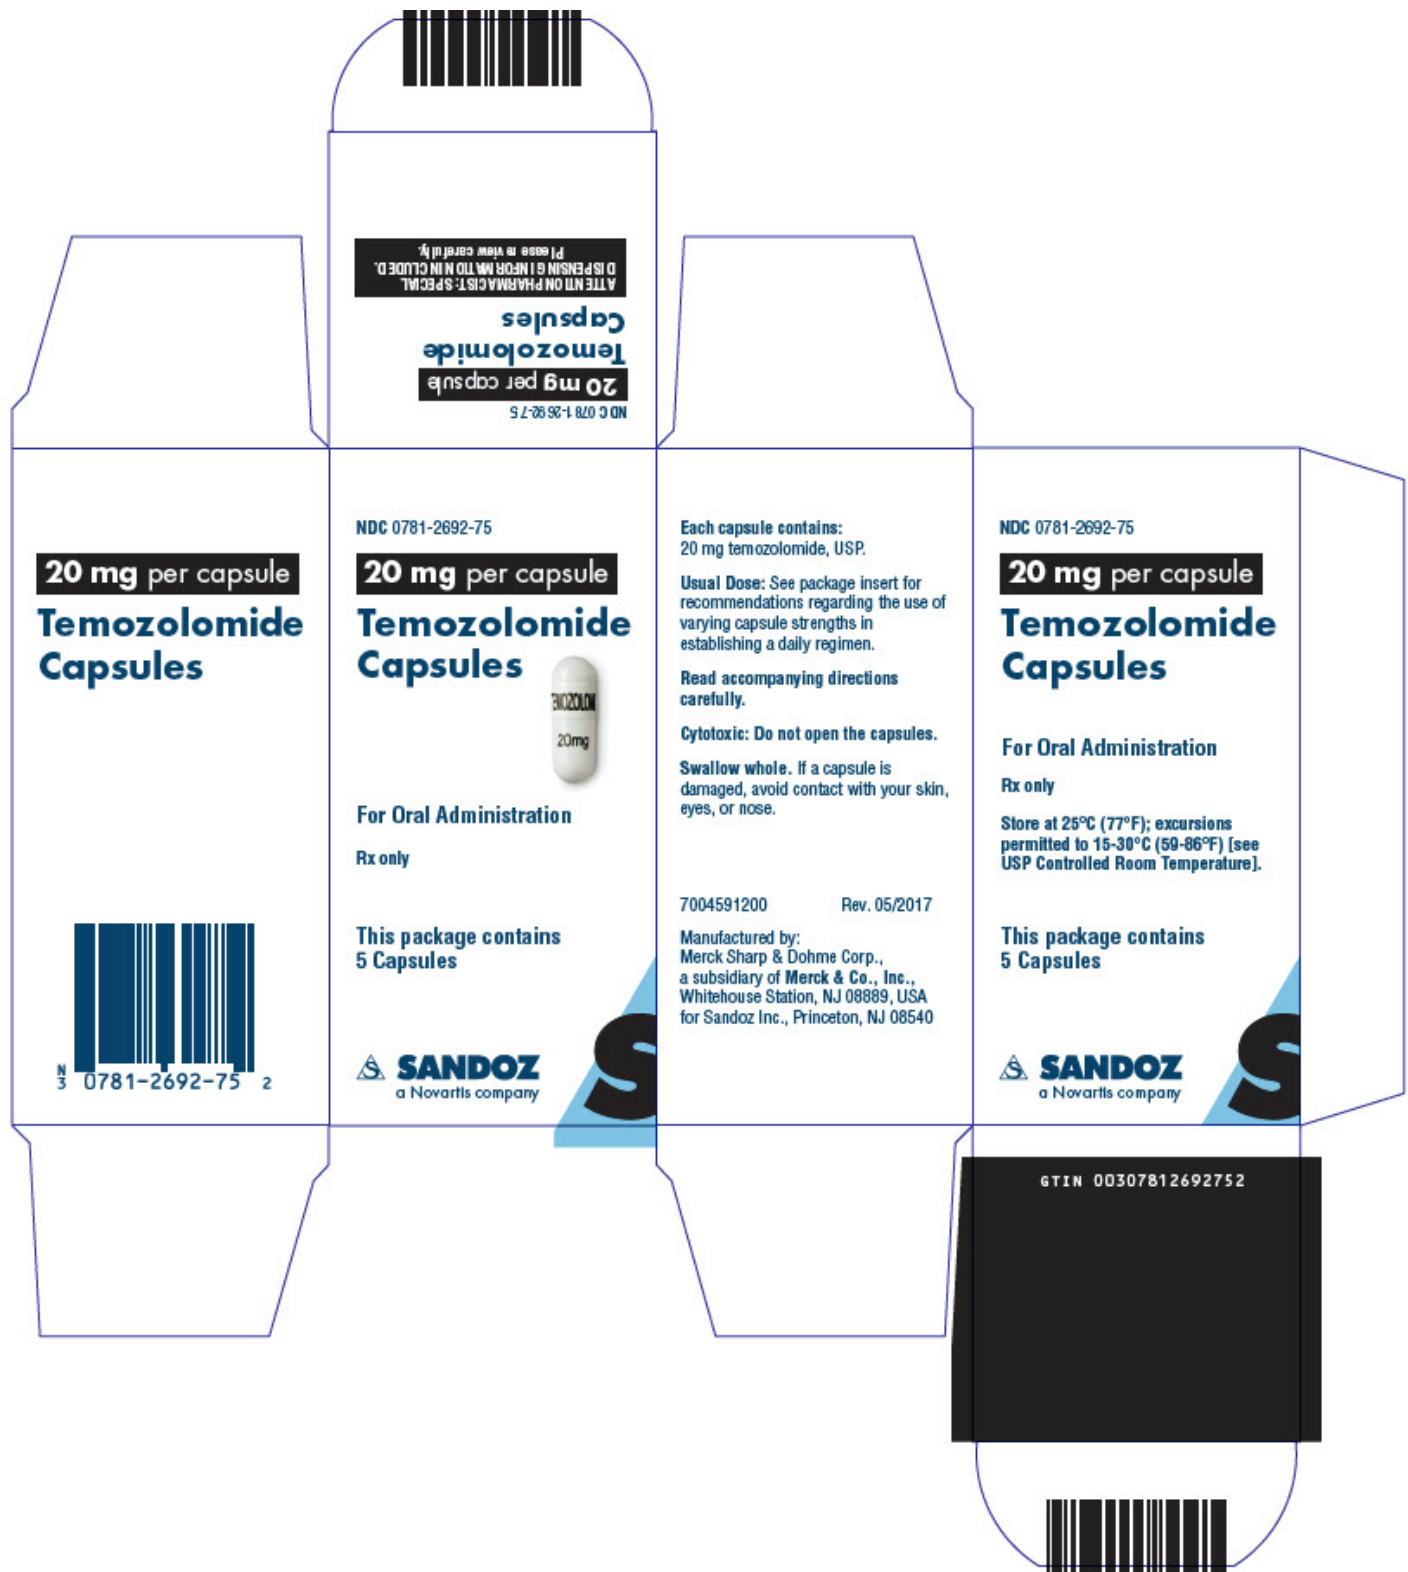 ATTENTION PHARMACIST: SPECIAL
DISPENSING INFORMATION INCLUDED.
Please review carefully.
Capsules
Temozolomide
20 mg per capsule
NDC 0781-2692-75
20 mg per capsule
Temozolomide
Capsules
N
3 0781-2692-75 2
NDC 0781-2692-75
20 mg per capsule
Temozolomide
Capsules
TEMOZOLOM
20mg
For Oral Administration
Rx only
This package contains
5 Capsules
S SANDOZ
a Novartis company
S
Each capsule contains:
20 mg temozolomide, USP.
Usual Dose: See package insert for
recommendations regarding the use of
varying capsule strengths in
establishing a daily regimen.
Read accompanying directions
carefully.
Cytotoxic: Do not open the capsules.
Swallow whole. If a capsule is
damaged, avoid contact with your skin,
eyes, or nose.
7004591200 Rev. 05/2017
Manufactured by:
Merck Sharp & Dohme Corp.,
a subsidiary of Merck & Co., Inc.,
Whitehouse Station, NJ 08889, USA
for Sandoz Inc., Princeton, NJ 08540
NDC 0781-2692-75
20 mg per capsule
Temozolomide
Capsules
For Oral Administration
Rx only
Store at 25°C (77°F); excursions
permitted to 15-30°C (59-86°F) [see
USP Controlled Room Temperature].
This package contains
5 Capsules
S SANDOZ
a Novartis company
S
GTIN 00307812692752